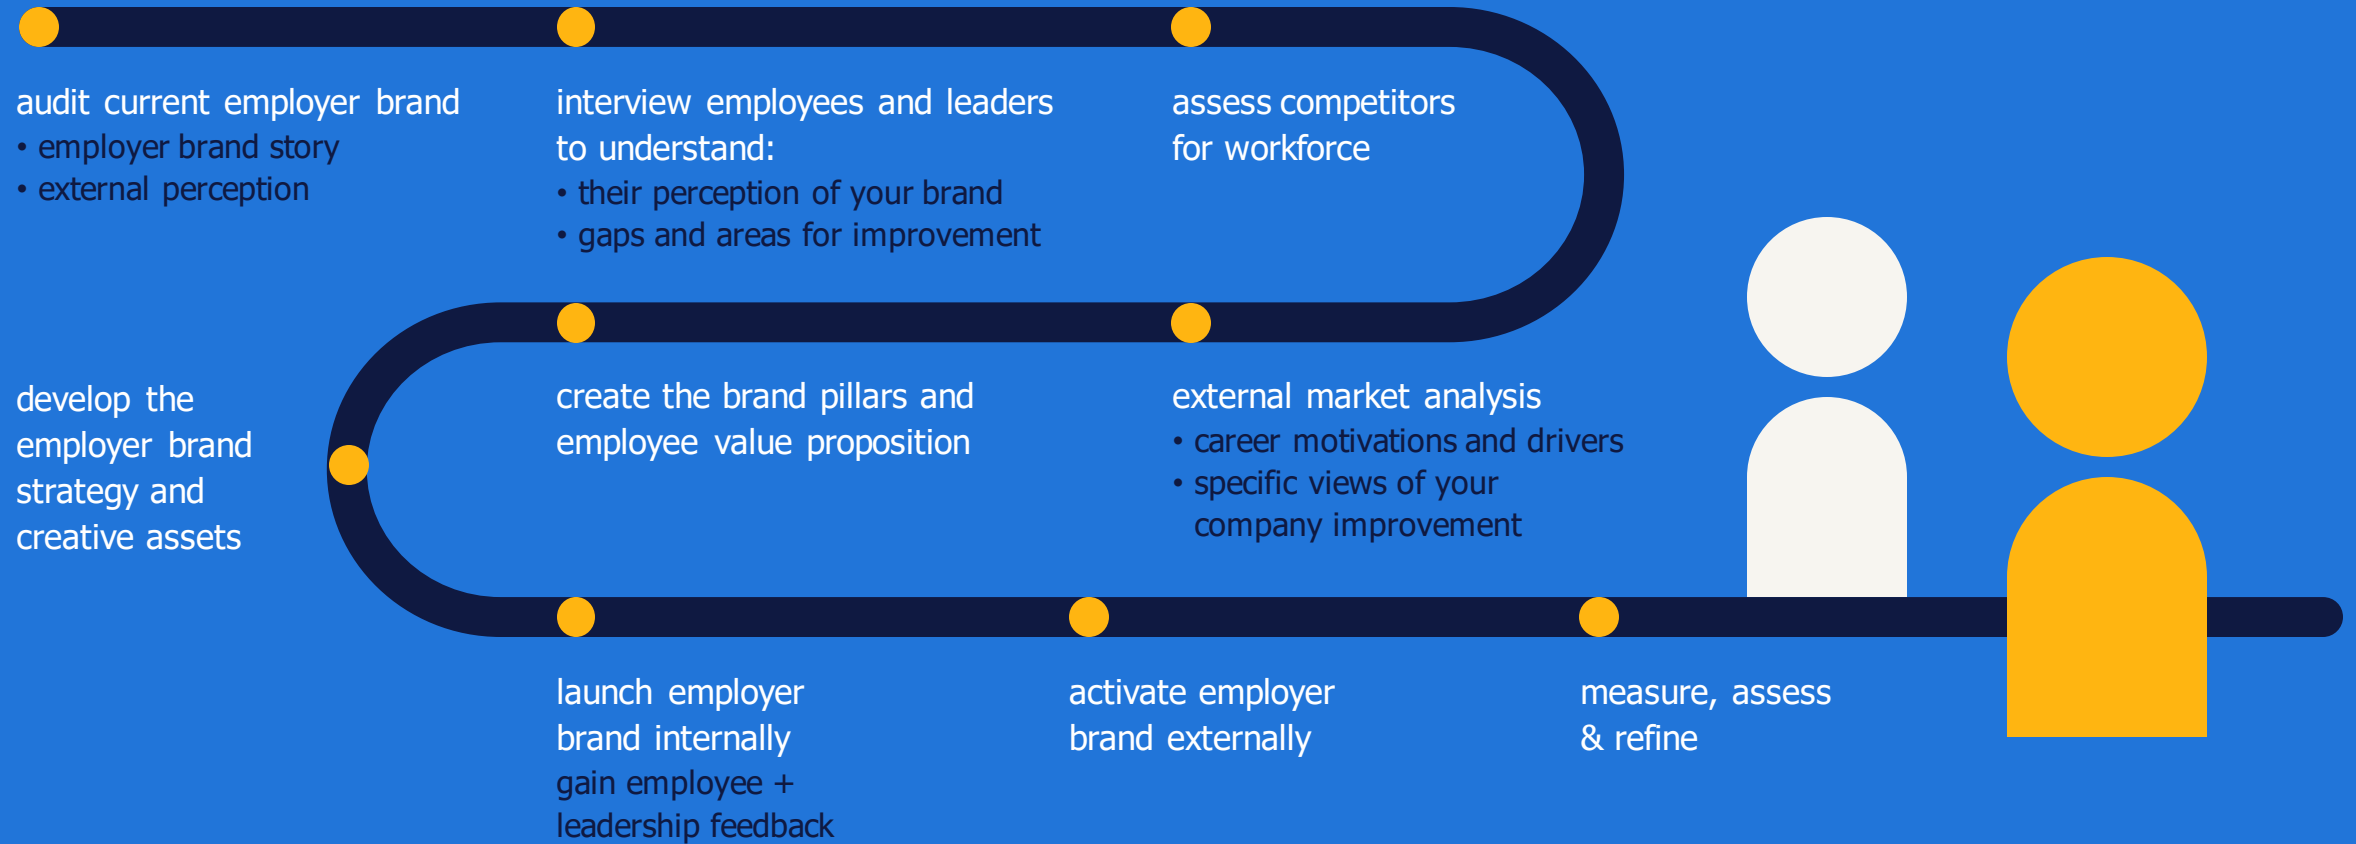 audit current employer brand
• employer brand story
• external perception
interview employees and leaders
to understand:
• their perception of your brand
• gaps and areas for improvement
assess competitors
for workforce
external market analysis
• career motivations and drivers
• specific views of your
company improvement
create the brand pillars and
employee value proposition
develop the
employer brand
strategy and
creative assets
launch employer
brand internally
gain employee +
leadership feedback
activate employer
brand externally
measure, assess
& refine